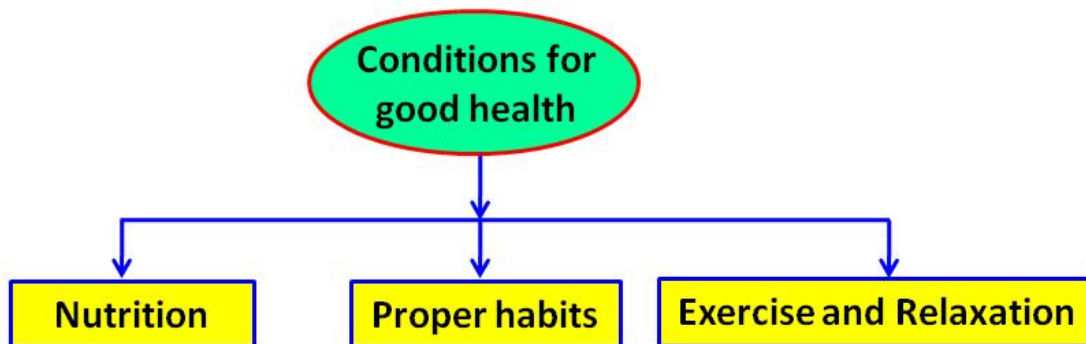 Conditions for
good health
Nutrition
Proper habits
Exercise and Relaxation